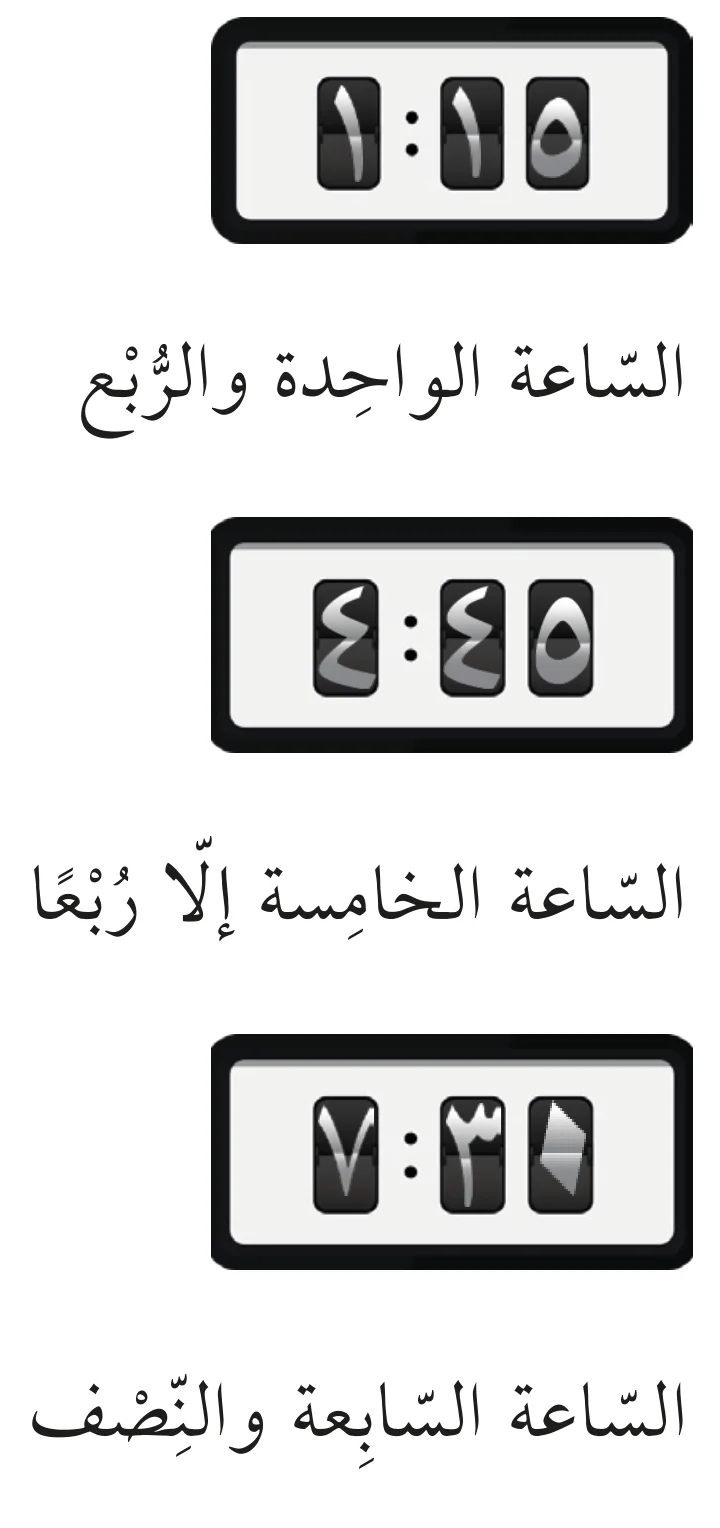 ١:١٥
السّاعة الواحِدة والرُّبْع
٤:٤٥
السّاعة الخامِسة إلّا رُبْعًا
٧:٣٠
السّاعة السّابِعة والنِّصْف